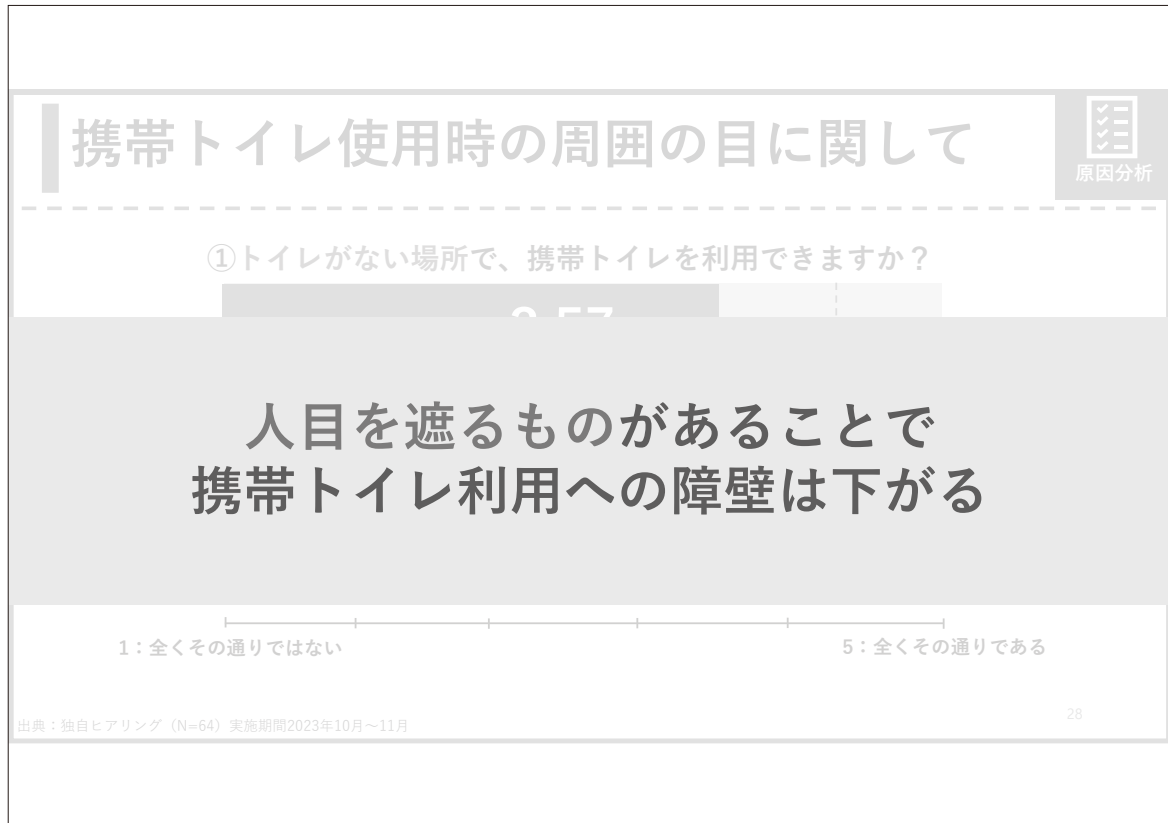 携帯トイレ使用時の周囲の目に関して
原因分析
①トイレがない場所で、携帯トイレを利用できますか？
人目を遮るものがあることで
携帯トイレ利用への障壁は下がる
1：全くその通りではない
5：全くその通りである
出典：独自ヒアリング（N=64）実施期間2023年10月～11月
28